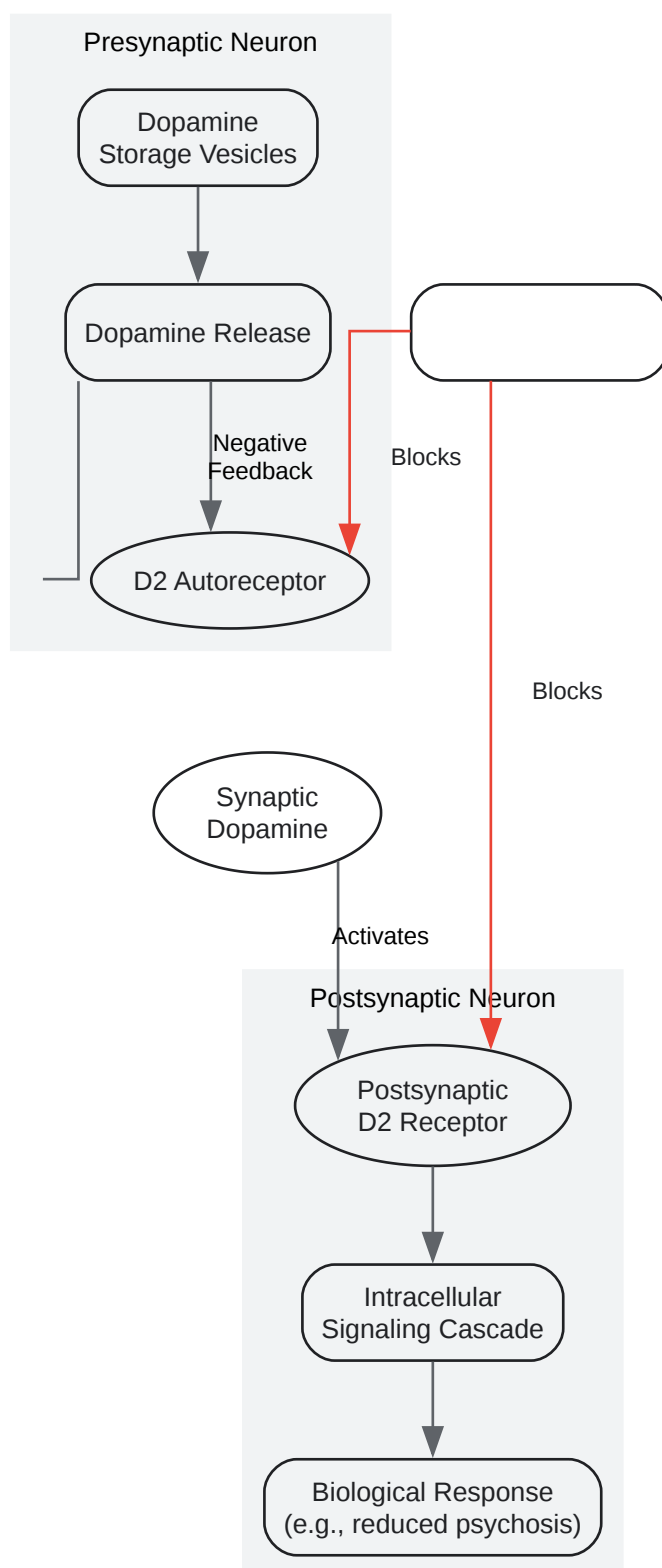 Presynaptic Neuron
Dopamine
Storage Vesicles
Dopamine Release
Negative
Feedback
Blocks
D2 Autoreceptor
Blocks
Synaptic
Dopamine
Activates
Postsynaptic Neuron
Postsynaptic
D2 Receptor
Intracellular
Signaling Cascade
Biological Response
(e.g., reduced psychosis)